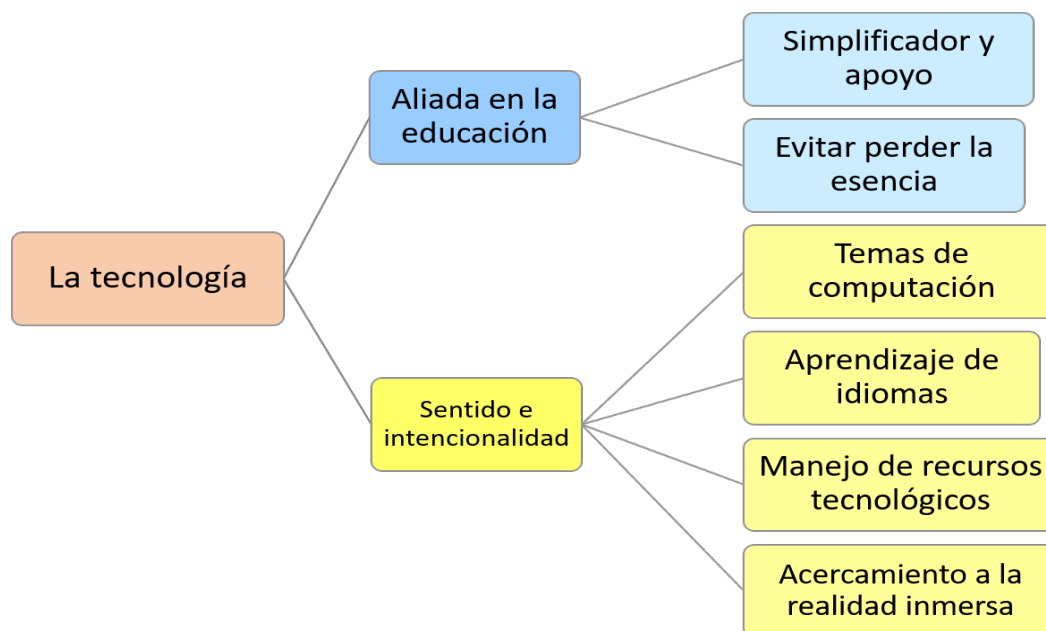 La tecnología
Aliada en la
educación
Simplificador y
apoyo
Evitar perder la
esencia
Sentido e
intencionalidad
Temas de
computación
Aprendizaje de
idiomas
Manejo de recursos
tecnológicos
Acercamiento a la
realidad inmersa